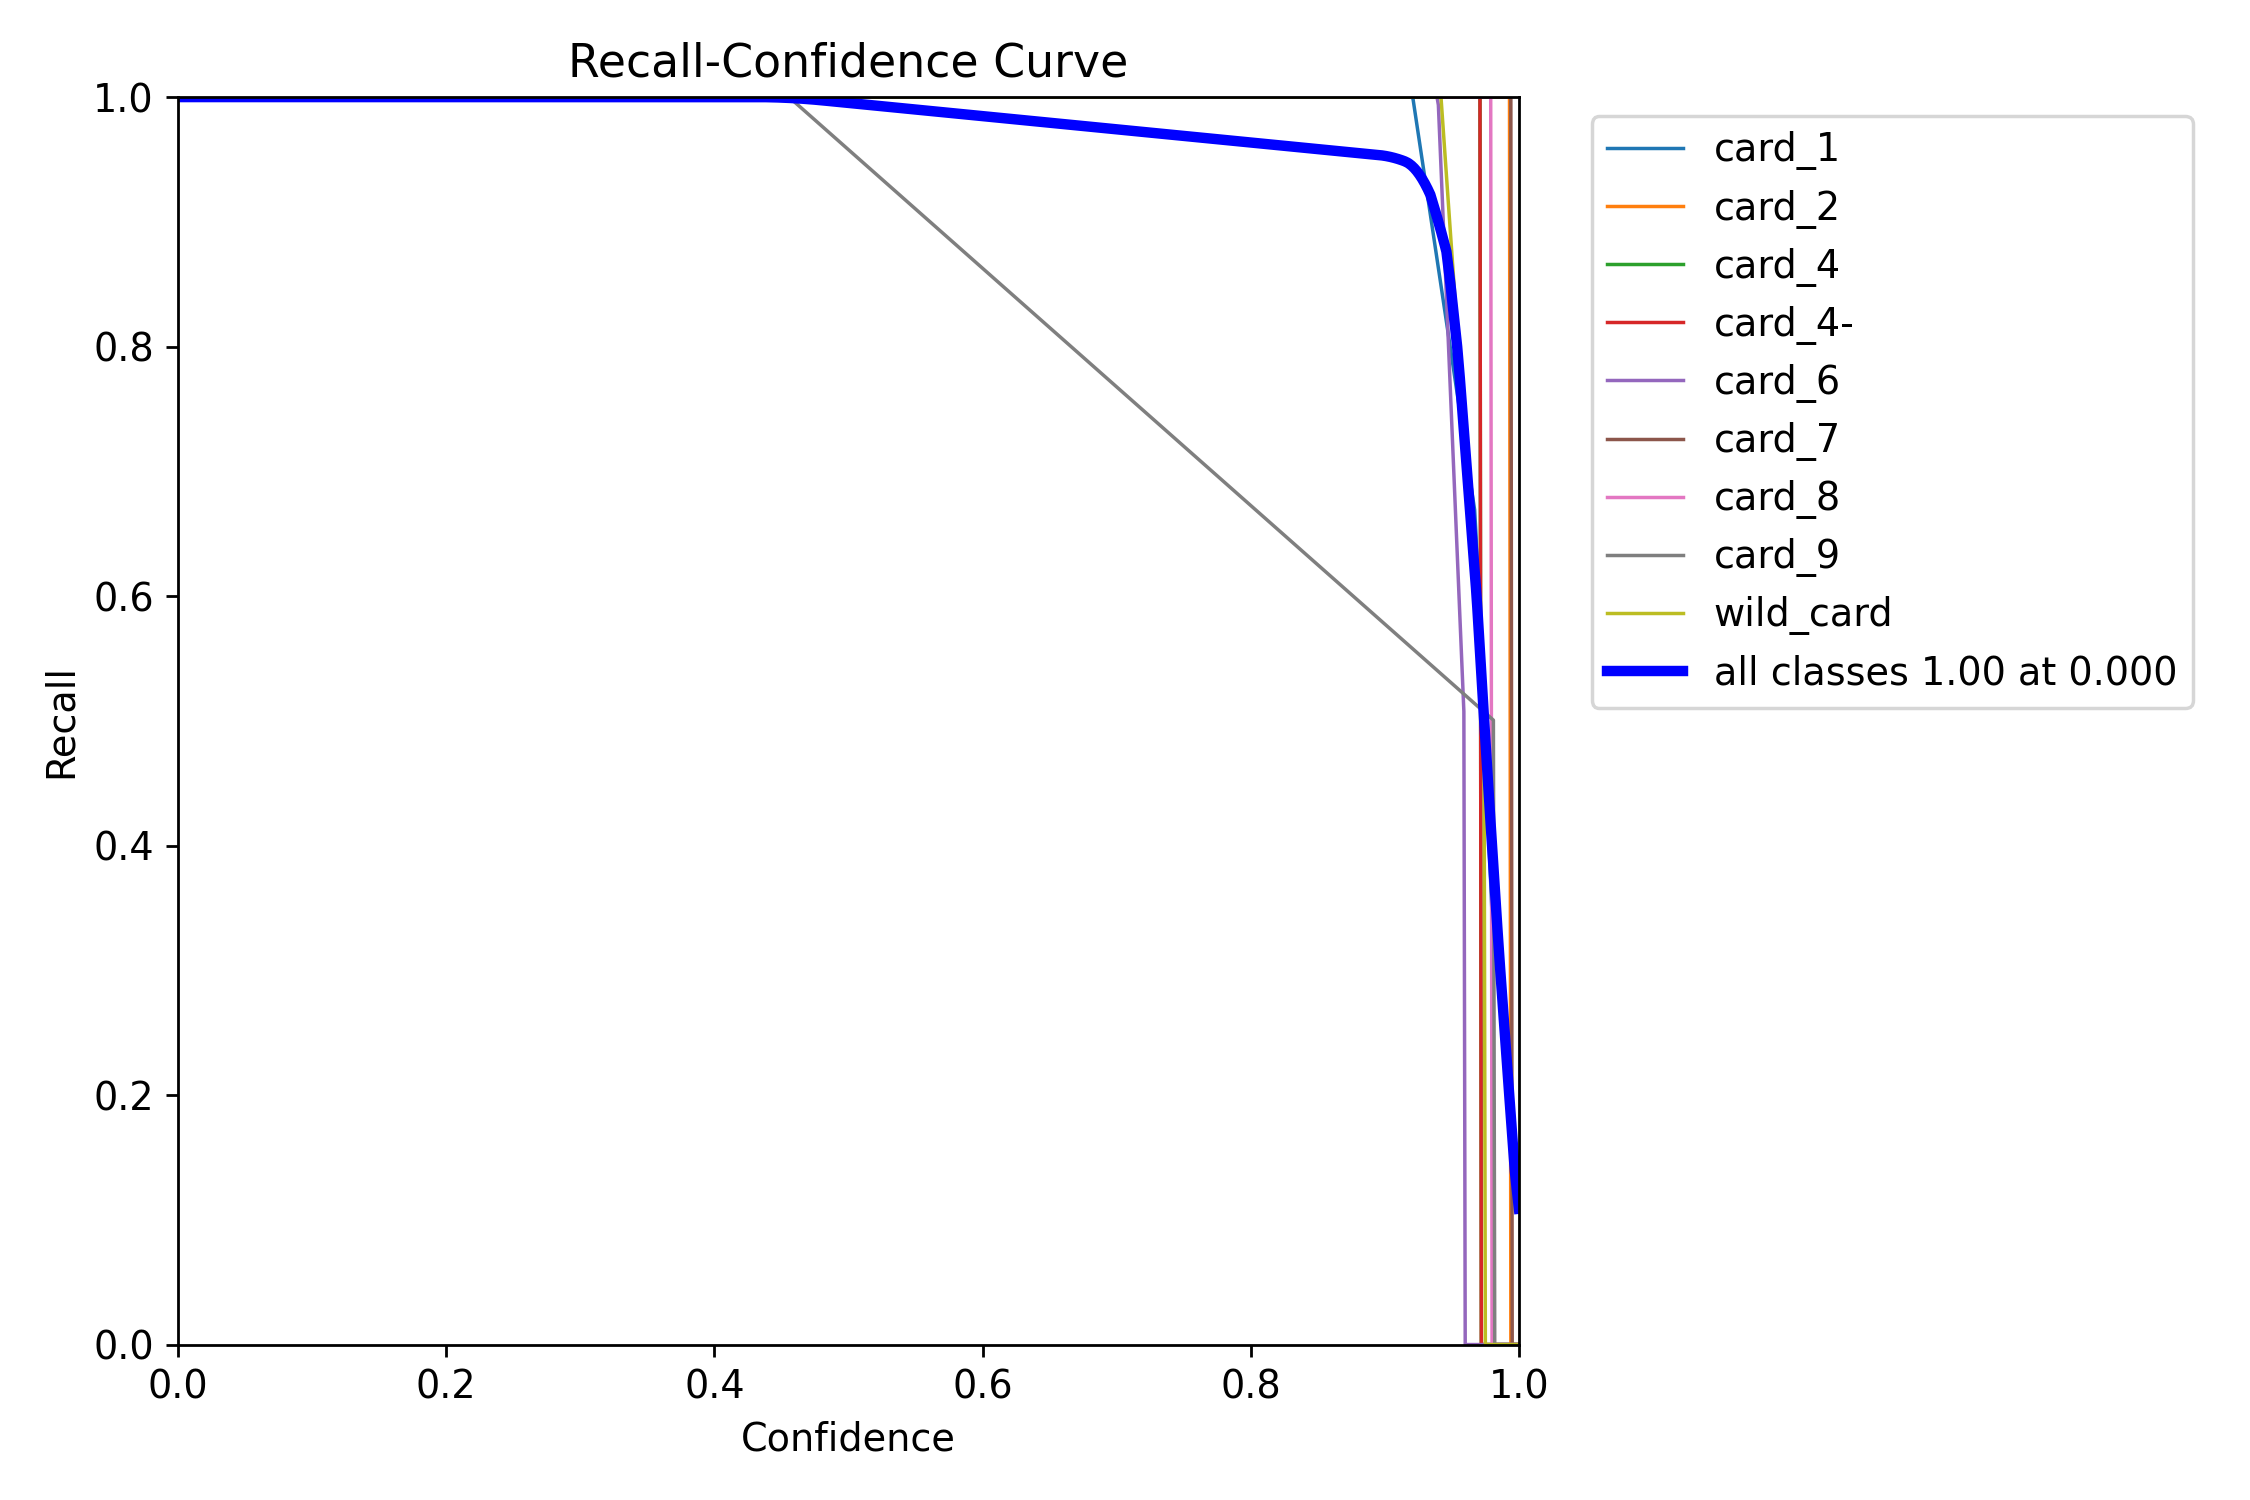 Recall-Confidence Curve
1.0
0.8
0.6
0.4
0.2
0.0
Recall
0.0 0.2 0.4 0.6 0.8 1.0
Confidence
card_1
card_2
card_4
card_4-
card_6
card_7
card_8
card_9
wild_card
all classes 1.00 at 0.000